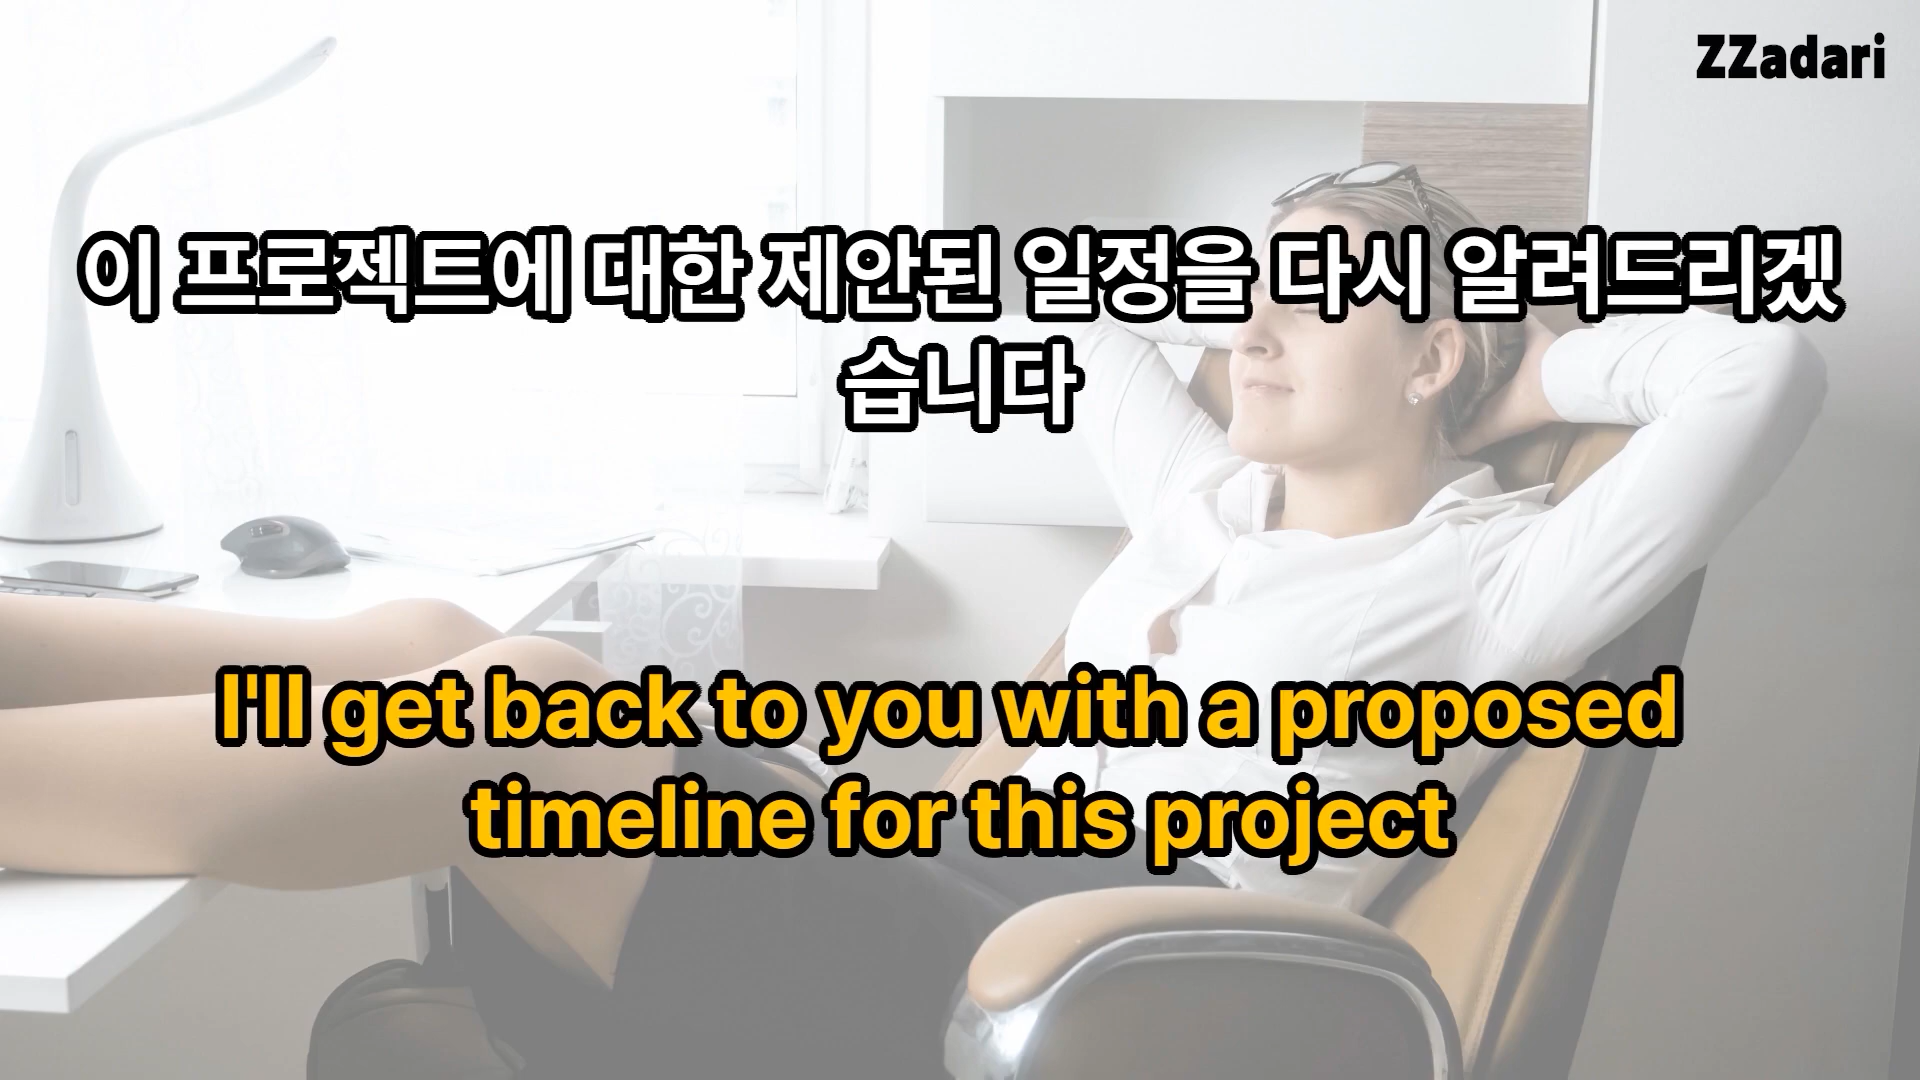 ZZadari
이 프로젝트에 대한 제안된 일정을 다시 알려드리겠
습니다
I'll get back to you with a proposed
timeline for this project